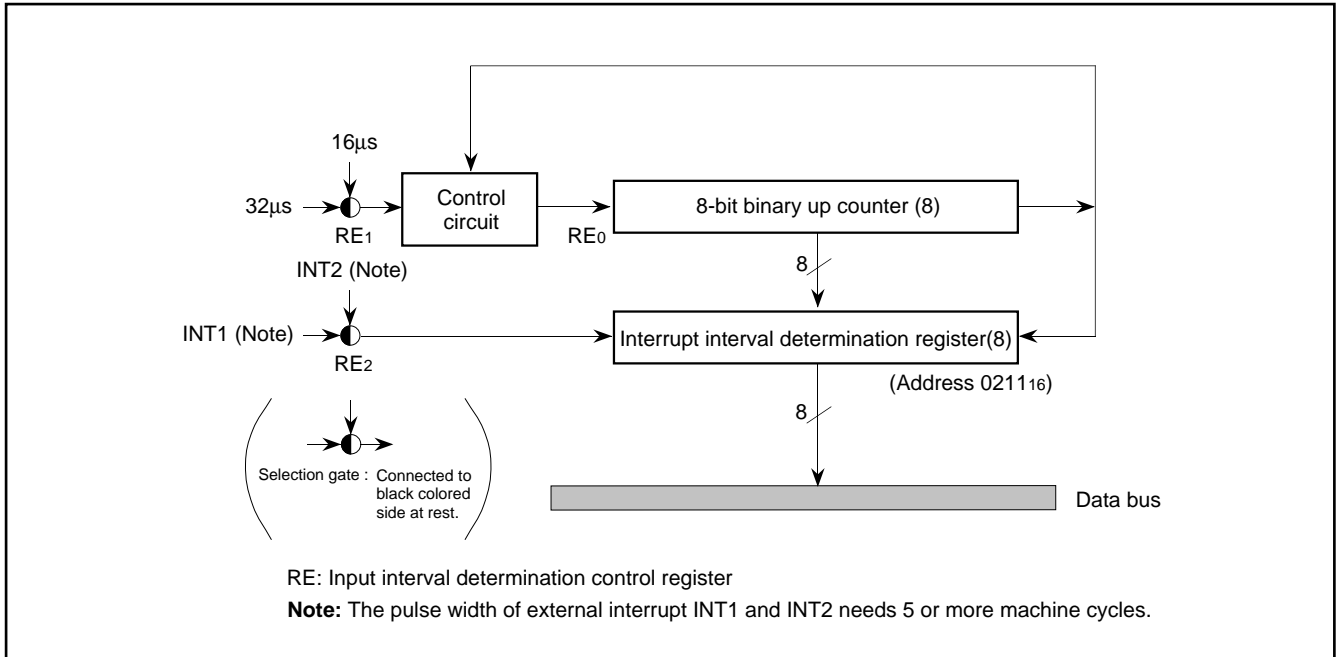 16µs
32µs
Control
circuit
8-bit binary up counter (8)
RE1
RE0
INT2 (Note)
8
INT1 (Note)
Interrupt interval determination register(8)
RE2
(Address 021116)
8
Selection gate : Connected to
black colored
side at rest.
Data bus
RE: Input interval determination control register
Note: The pulse width of external interrupt INT1 and INT2 needs 5 or more machine cycles.